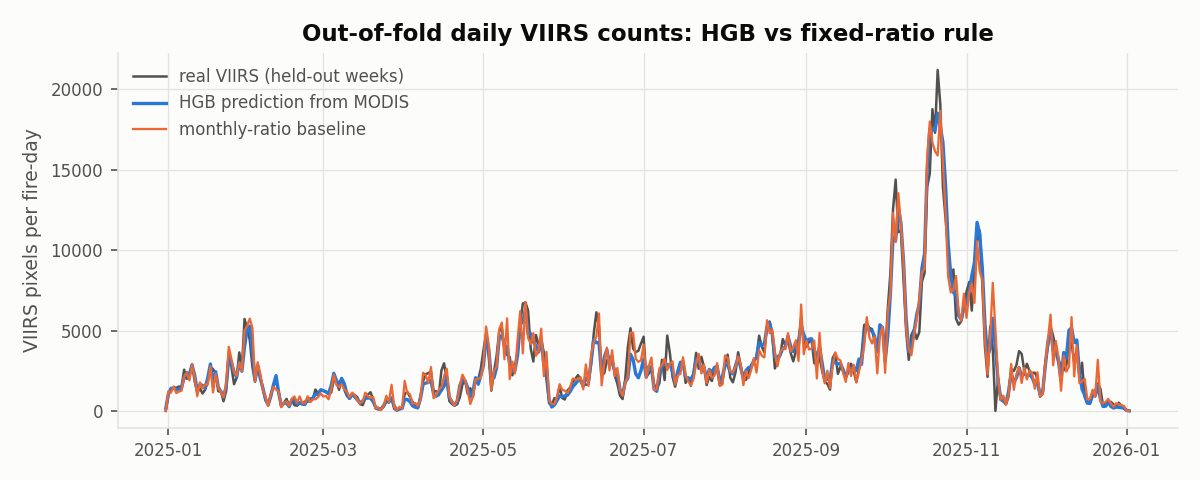 Out-of-fold daily VIIRS counts: HGB vs fixed-ratio rule
real VIIRS (held-out weeks)
HGB prediction from MODIS
monthly-ratio baseline
VIIRS pixels per fire-day
20000
15000
10000
5000
0
2025-01 2025-03 2025-05 2025-07 2025-09 2025-11 2026-01